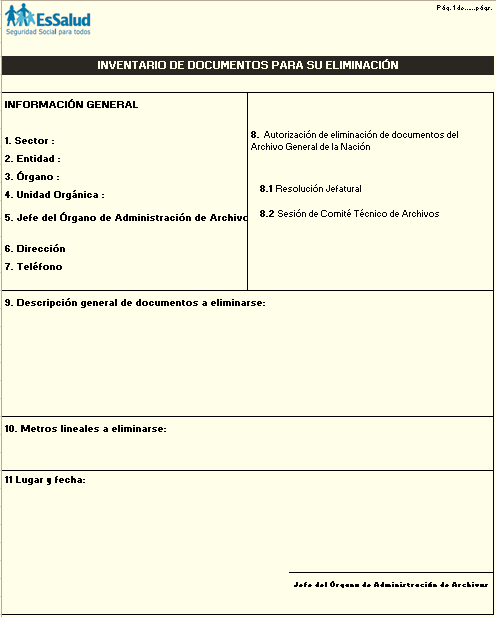 EsSalud
Seguridad Social para todos
Pág. 1 de......págs.
INVENTARIO DE DOCUMENTOS PARA SU ELIMINACIÓN
INFORMACIÓN GENERAL
1. Sector :
2. Entidad :
3. Órgano :
4. Unidad Orgánica :
5. Jefe del Órgano de Administración de Archivo
6. Dirección
7. Teléfono
8. Autorización de eliminación de documentos del
Archivo General de la Nación
8.1 Resolución Jefatural
8.2 Sesión de Comité Técnico de Archivos
9. Descripción general de documentos a eliminarse:
10. Metros lineales a eliminarse:
11 Lugar y fecha:
Jefe del Órgano de Administración de Archivos